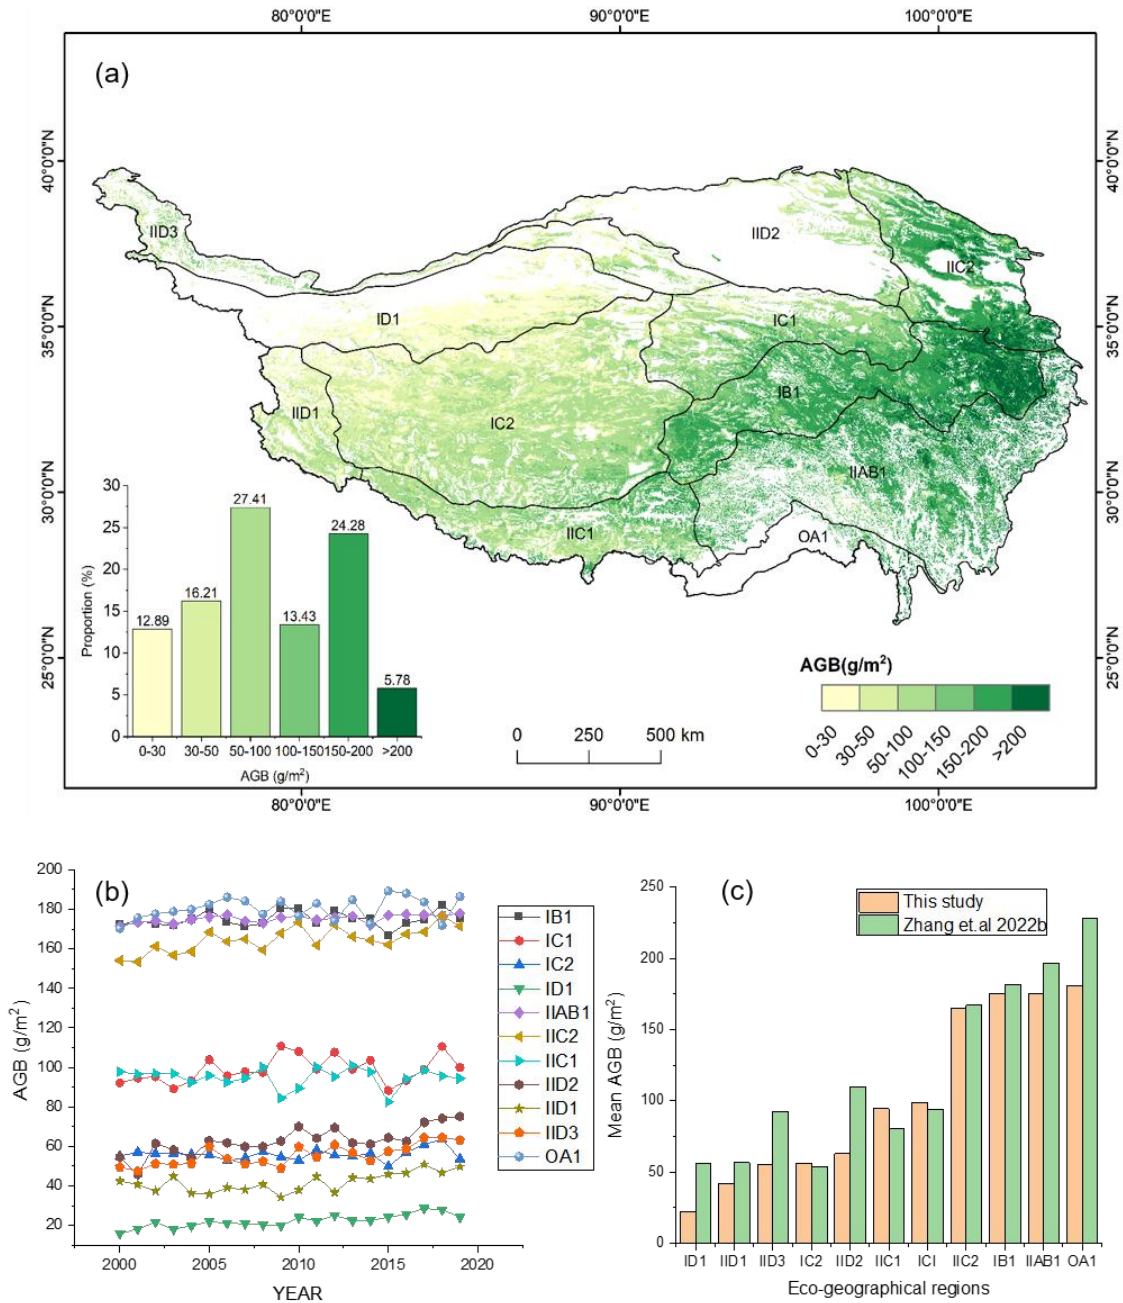 80°0'0"E 90°0'0"E 100°0'0"E
(a)
40°0'0"N 40°0'0"N
IID3
IID2
IIC2
ID1
IC1
35°0'0"N 35°0'0"N
IID1
IC2
IB1
IIAB1
30°0'0"N 30°0'0"N
IIC1
OA1
25°0'0"N 25°0'0"N
30
25
20
15
10
5
0
Proportion (%)
12.89
16.21
27.41
13.43
24.28
5.78
0-30 30-50 50-100 100-150 150-200 >200
AGB (g/m²)
0 250 500 km
AGB(g/m²)
0-30 30-50 50-100 100-150 150-200 >200
80°0'0"E 90°0'0"E 100°0'0"E
(b)
200
180
160
140
120
100
80
60
40
20
AGB (g/m²)
2000 2005 2010 2015 2020
YEAR
IB1
IC1
IC2
ID1
IIAB1
IIC2
IIC1
IID2
IID1
IID3
OA1
(c)
250
200
150
100
50
0
Mean AGB (g/m²)
This study
Zhang et.al 2022b
ID1 IID1 IID3 IC2 IID2 IIC1 ICI IIC2 IB1 IIAB1 OA1
Eco-geographical regions